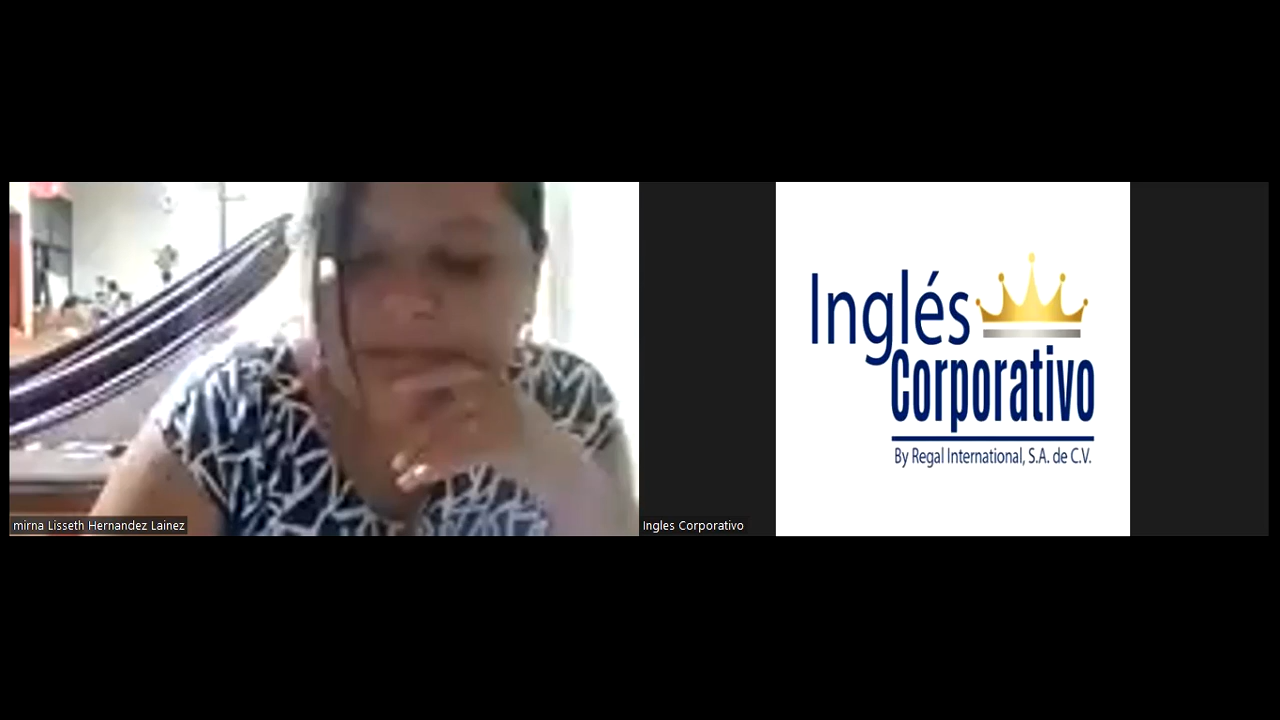 Inglés
Corporativo
By Regal International, S.A. de C.V.
mirna Lisseth Hernandez Lainez
Ingles Corporativo